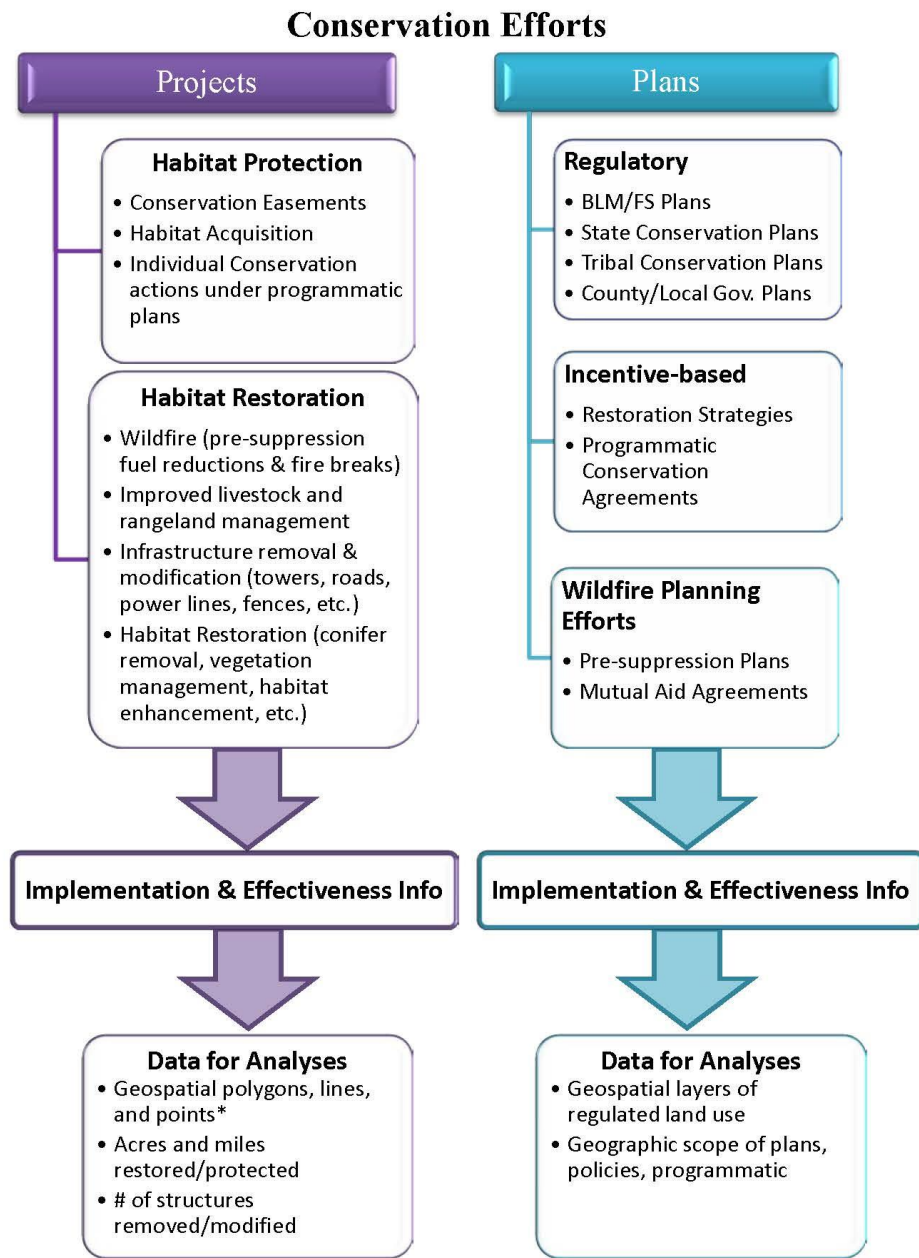 Conservation Efforts
Projects
Habitat Protection
• Conservation Easements
• Habitat Acquisition
• Individual Conservation
actions under programmatic
plans
Habitat Restoration
• Wildfire (pre-suppression
fuel reductions & fire breaks)
• Improved livestock and
rangeland management
• Infrastructure removal &
modification (towers, roads,
power lines, fences, etc.)
• Habitat Restoration (conifer
removal, vegetation
management, habitat
enhancement, etc.)
Implementation & Effectiveness Info
Data for Analyses
• Geospatial polygons, lines,
and points*
• Acres and miles
restored/protected
• # of structures
removed/modified
Plans
Regulatory
• BLM/FS Plans
• State Conservation Plans
• Tribal Conservation Plans
• County/Local Gov. Plans
Incentive-based
• Restoration Strategies
• Programmatic
Conservation
Agreements
Wildfire Planning
Efforts
• Pre-suppression Plans
• Mutual Aid Agreements
Implementation & Effectiveness Info
Data for Analyses
• Geospatial layers of
regulated land use
• Geographic scope of plans,
policies, programmatic